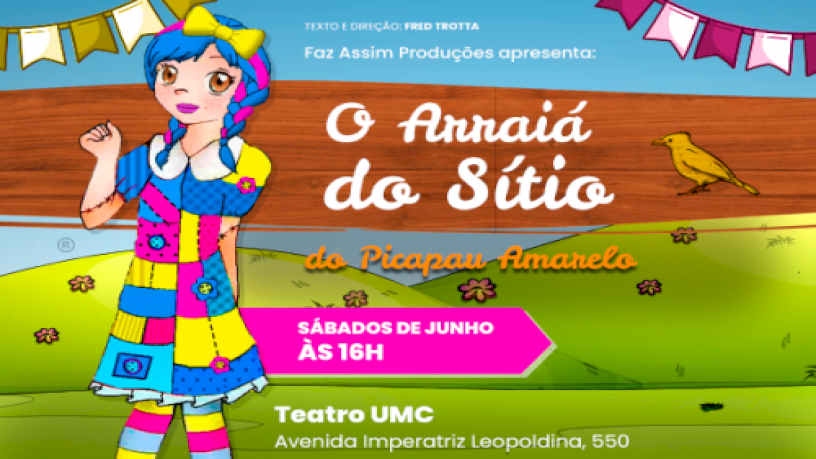 TEXTO E DIREÇÃO: FRED TROTTA
Faz Assim Produções apresenta:
O Arraiá
do Sítio
do Picapau Amarelo
®
SÁBADOS DE JUNHO
ÀS 16H
Teatro UMC
Avenida Imperatriz Leopoldina, 550